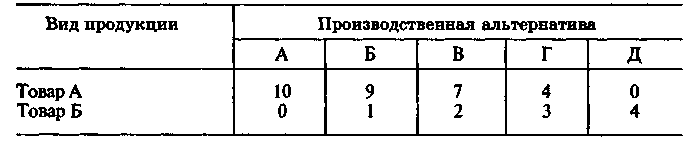 Вид продукции Производственная альтернатива
А Б В Г Д
Товар А 10 9 7 4 0
Товар Б 0 1 2 3 4